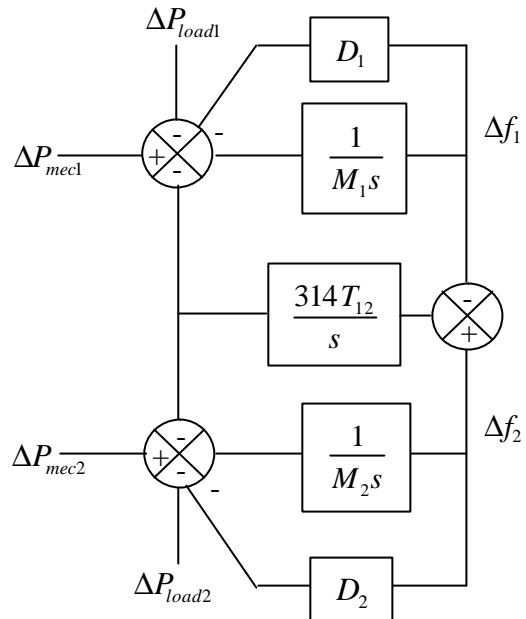 ΔP_load1
D_1
Δf_1
ΔP_mec1
+ - - -
1
M_1 s
314T_12
s
-
+
Δf_2
ΔP_mec2
+ - - -
1
M_2 s
ΔP_load2
D_2